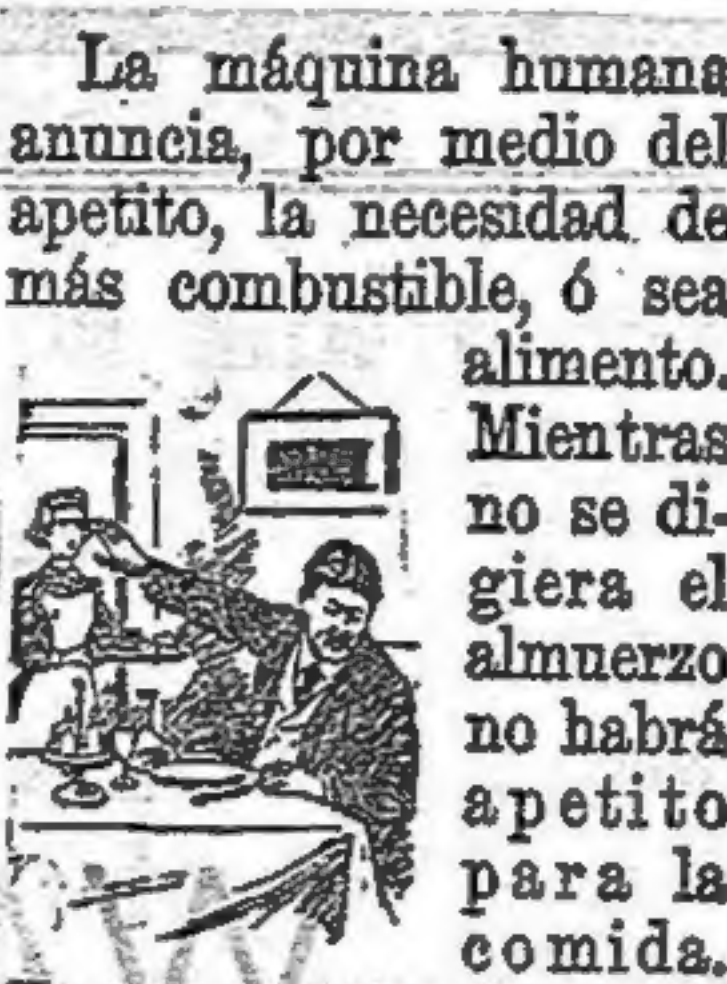 La máquina humana
anuncia, por medio del
apetito, la necesidad de
más combustible, ó sea
alimento.
Mientras
no se di-
giera el
almuerzo
no habrá
apetito
para la
comida.